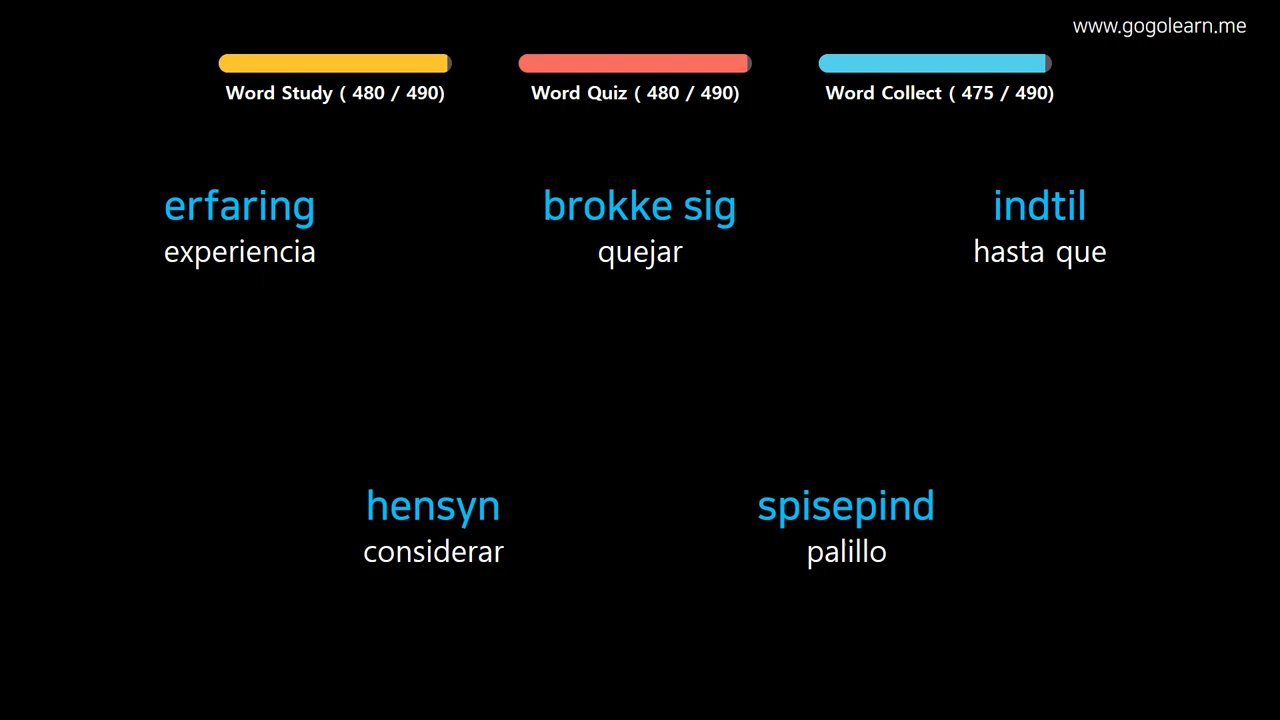 www.gogolearn.me
Word Study ( 480 / 490)
Word Quiz ( 480 / 490)
Word Collect ( 475 / 490)
erfaring
experiencia
brokke sig
quejar
indtil
hasta que
hensyn
considerar
spisepind
palillo